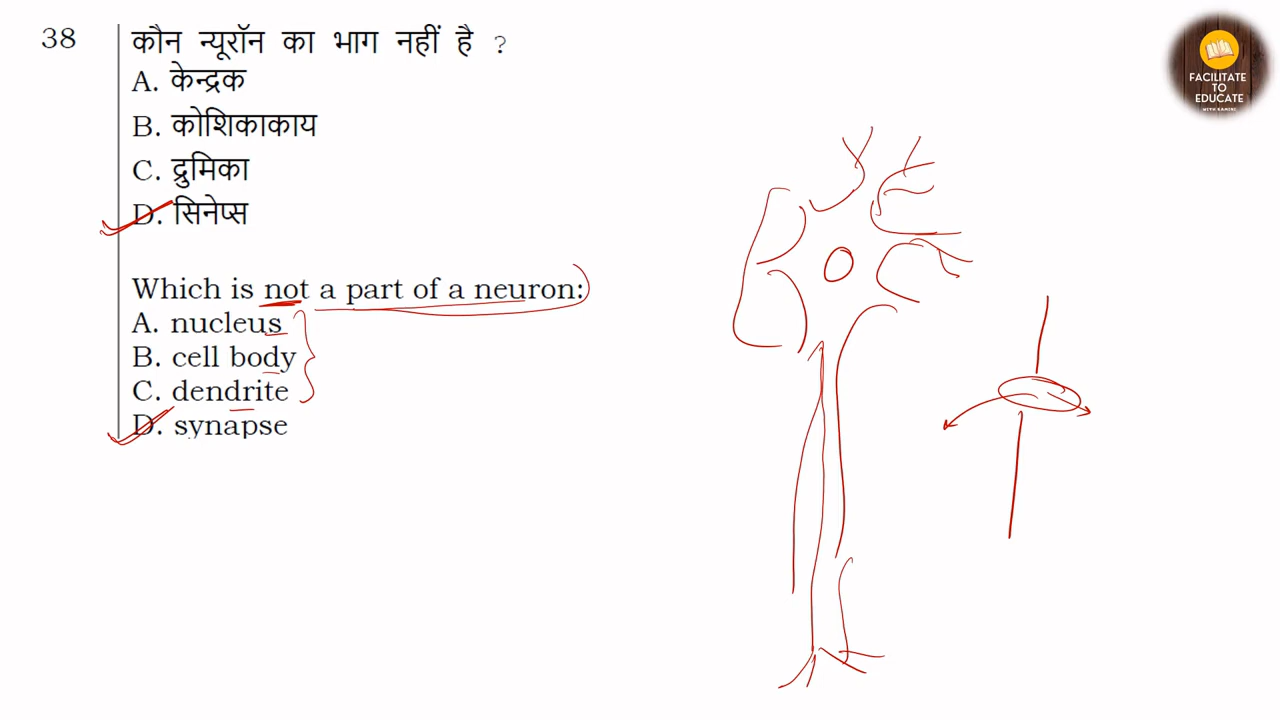 38
कौन न्यूरॉन का भाग नहीं है ?
A. केन्द्रक
B. कोशिकाकाय
C. द्रुमिका
D. सिनेप्स
Which is not a part of a neuron:
A. nucleus
B. cell body
C. dendrite
D. synapse
FACILITATE
TO
EDUCATE